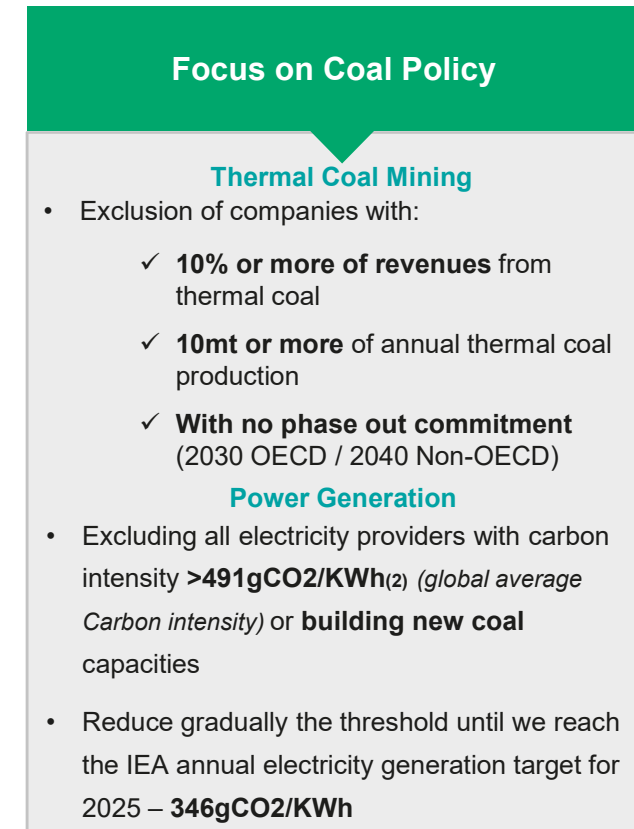 Focus on Coal Policy
Thermal Coal Mining
• Exclusion of companies with:
✓ 10% or more of revenues from
thermal coal
✓ 10mt or more of annual thermal coal
production
✓ With no phase out commitment
(2030 OECD / 2040 Non-OECD)
Power Generation
• Excluding all electricity providers with carbon
intensity >491gCO2/KWh(2) (global average
Carbon intensity) or building new coal
capacities
• Reduce gradually the threshold until we reach
the IEA annual electricity generation target for
2025 – 346gCO2/KWh